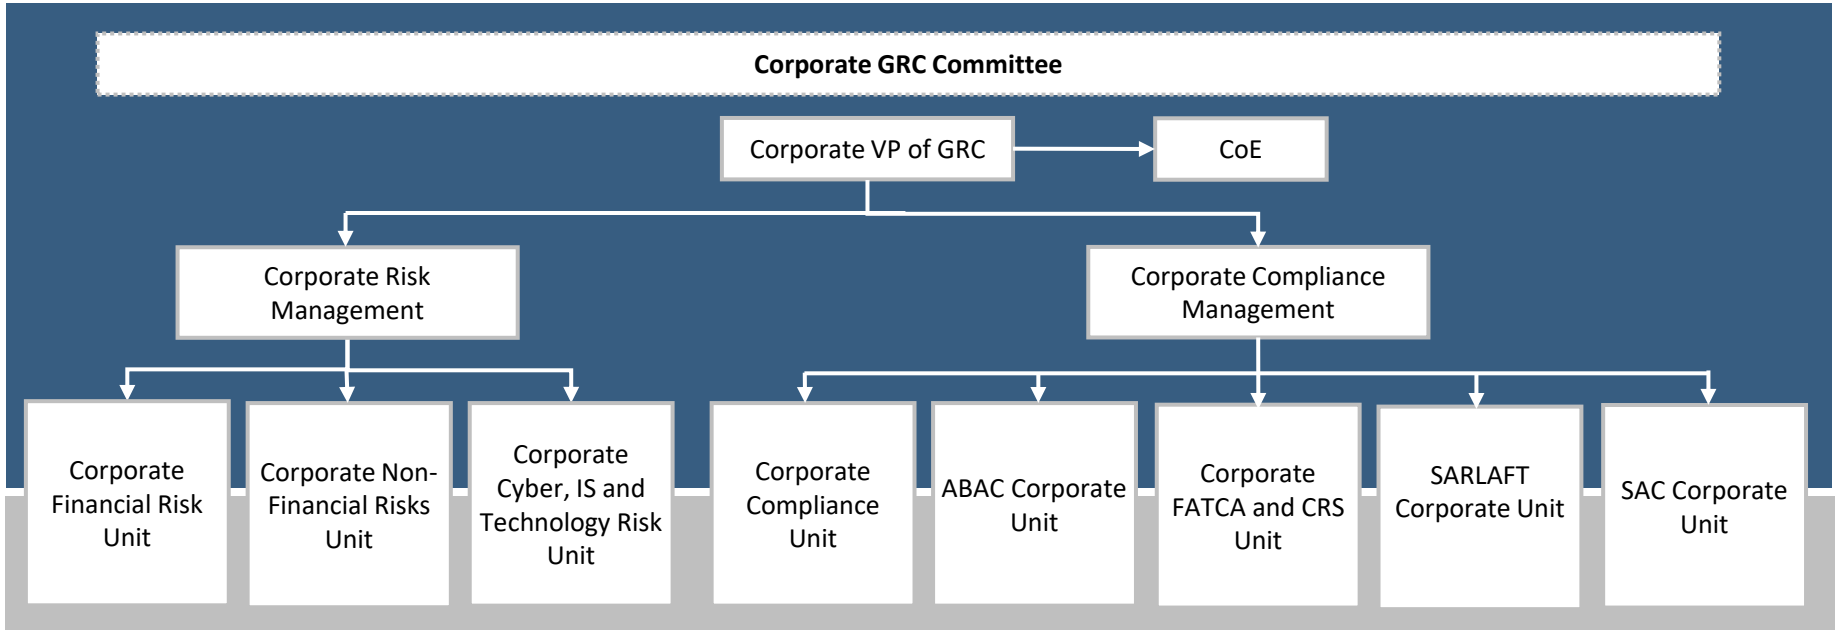 Corporate GRC Committee
Corporate VP of GRC
CoE
Corporate Risk
Management
Corporate Compliance
Management
Corporate
Financial Risk
Unit
Corporate Non-
Financial Risks
Unit
Corporate
Cyber, IS and
Technology Risk
Unit
Corporate
Compliance
Unit
ABAC Corporate
Unit
Corporate
FATCA and CRS
Unit
SARLAFT
Corporate Unit
SAC Corporate
Unit